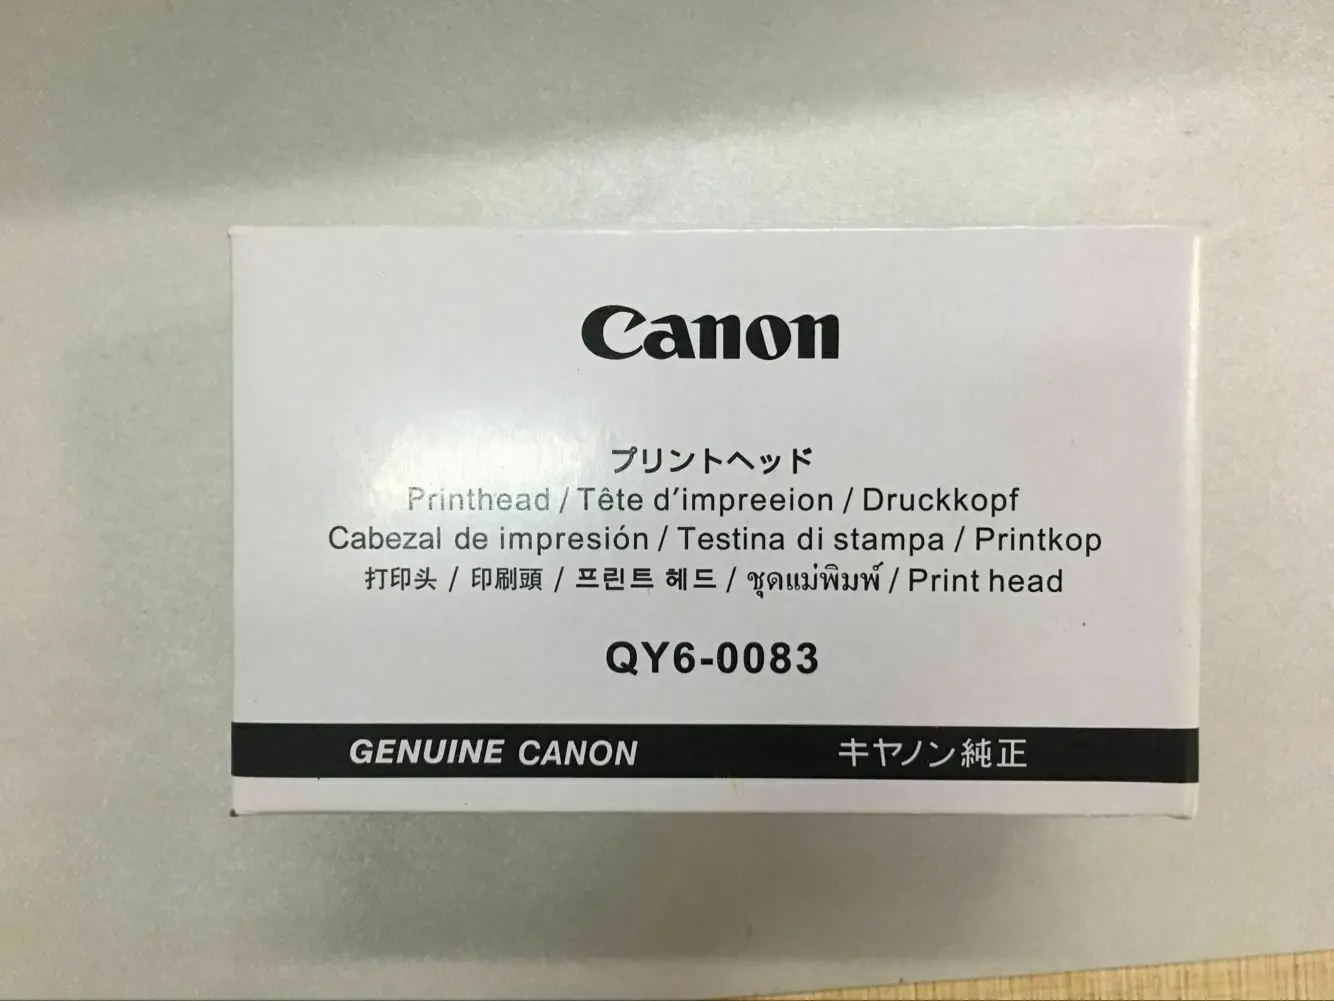 Canon
プリントヘッド
Printhead / Tête d'impreeion / Druckkopf
Cabezal de impresión / Testina di stampa / Printkop
打印头 / 印刷頭 / 프린트 헤드 / ชุดแม่พิมพ์ / Print head
QY6-0083
GENUINE CANON キヤノン純正